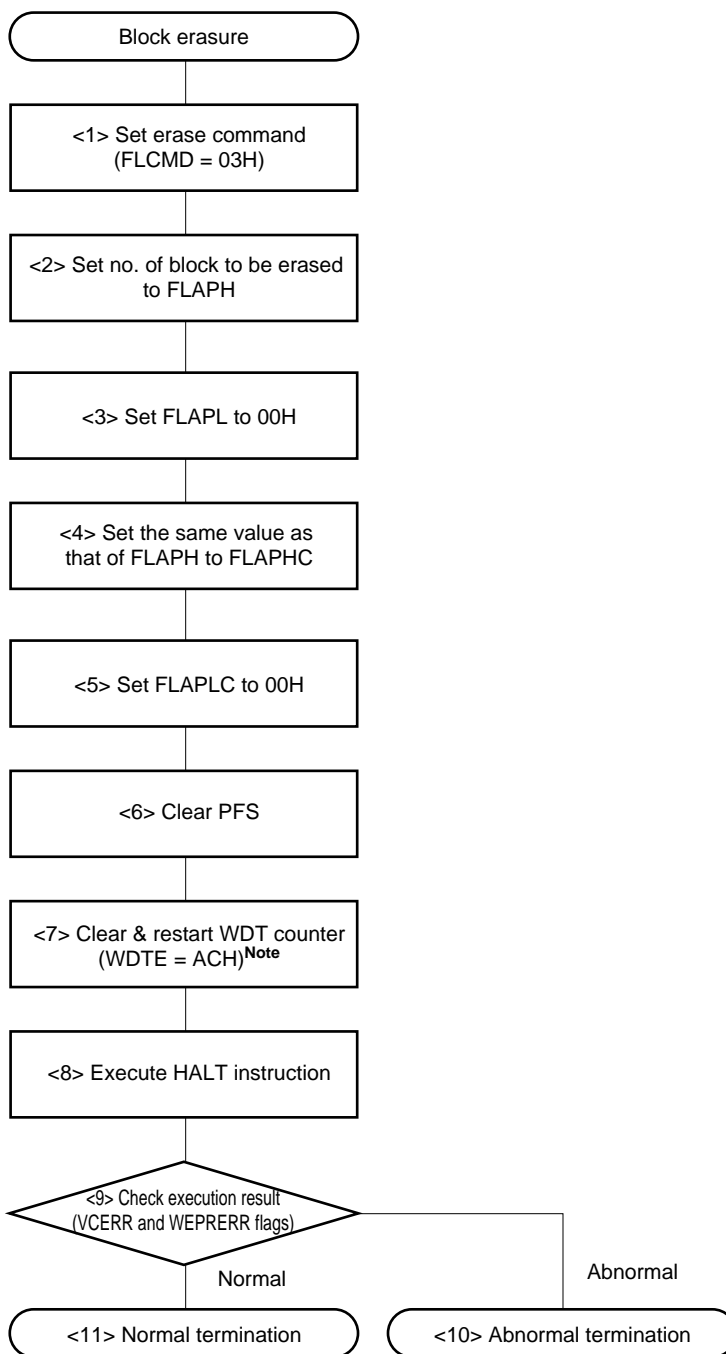 Block erasure
<1> Set erase command
(FLCMD = 03H)
<2> Set no. of block to be erased
to FLAPH
<3> Set FLAPL to 00H
<4> Set the same value as
that of FLAPH to FLAPHC
<5> Set FLAPLC to 00H
<6> Clear PFS
<7> Clear & restart WDT counter
(WDTE = ACH)Note
<8> Execute HALT instruction
<9> Check execution result
(VCERR and WEPRERR flags)
Normal
Abnormal
<11> Normal termination
<10> Abnormal termination